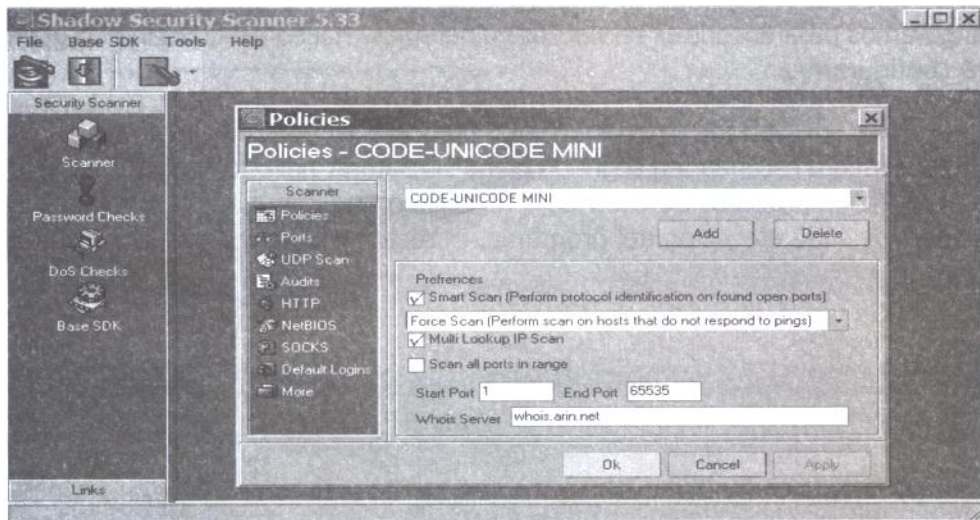 Shadow Security Scanner 5.33
File Base SDK Tools Help
Security Scanner
Scanner
Password Checks
DoS Checks
Base SDK
Links
Policies
Policies - CODE-UNICODE MINI
Scanner
Policies
Ports
UDP Scan
Audits
HTTP
NetBIOS
SOCKS
Default Logins
More
CODE-UNICODE MINI
Add Delete
Prefrences
Smart Scan (Perform protocol identification on found open ports)
Force Scan (Perform scan on hosts that do not respond to pings)
Multi Lookup IP Scan
Scan all ports in range
Start Port 1 End Port 65535
Whois Server whois.arin.net
Ok Cancel Apply